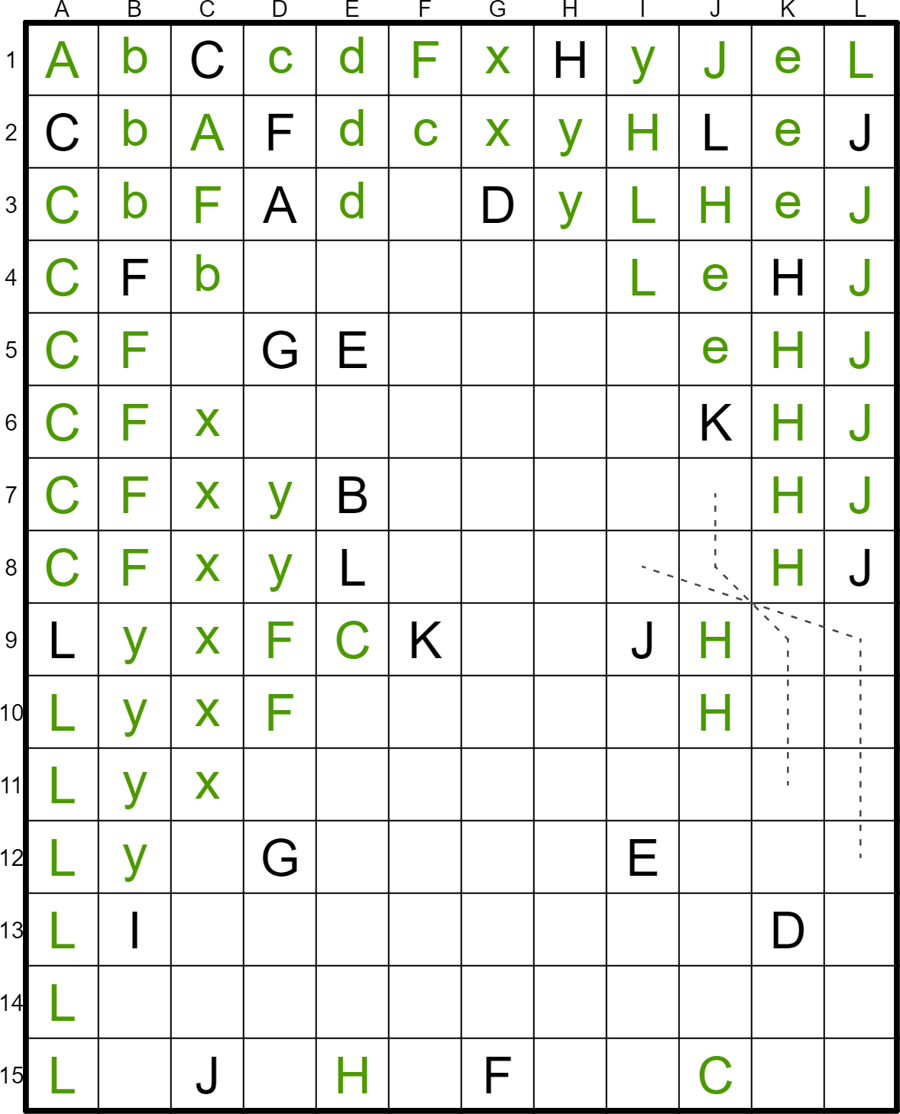 A B C D E F G H I J K L
1 A b C c d F x H y J e L
2 C b A F d c x y H L e J
3 C b F A d D y L H e J
4 C F b L e H J
5 C F G E e H J
6 C F x K H J
7 C F x y B H J
8 C F x y L H J
9 L y x F C K J H
10 L y x F H
11 L y x
12 L y G E
13 L I D
14 L
15 L J H F C